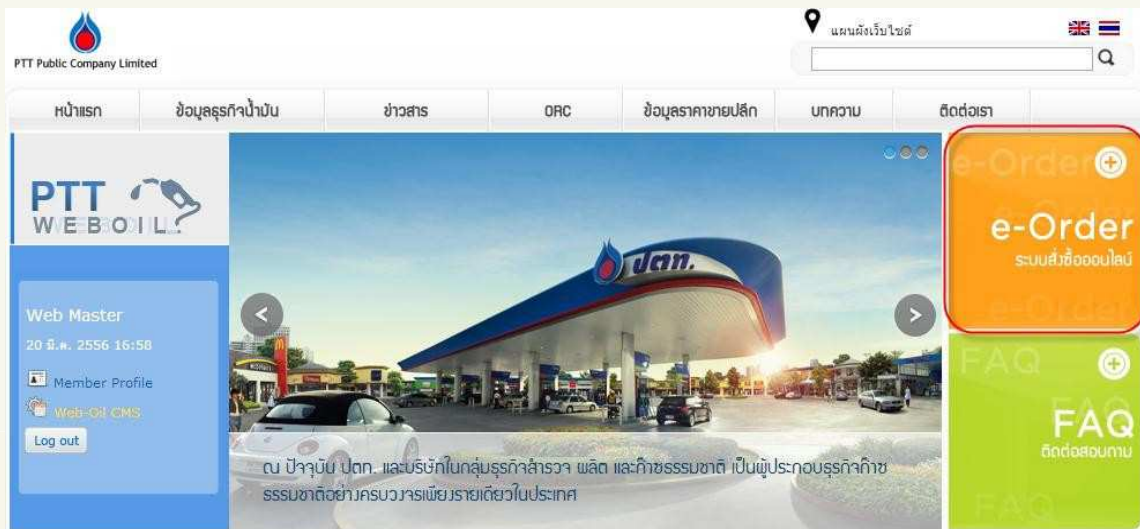 PTT Public Company Limited
แผนผังเว็บไซต์
หน้าแรก
ข้อมูลธุรกิจน้ำมัน
ข่าวสาร
ORC
ข้อมูลราคาขายปลีก
บทความ
ติดต่อเรา
PTT
WEBOIL
Web Master
20 มี.ค. 2556 16:58
Member Profile
Web-Oil CMS
Log out
ปตท.
ณ ปัจจุบัน ปตท. และบริษัทในกลุ่มธุรกิจสำรวจ ผลิต และก๊าซธรรมชาติ เป็นผู้ประกอบธุรกิจก๊าซ
ธรรมชาติอย่างครบวงจรเพียงรายเดียวในประเทศ
e-Order
e-Order
ระบบสั่งซื้อออนไลน์
e-Order
FAQ
FAQ
ติดต่อสอบถาม
FAQ